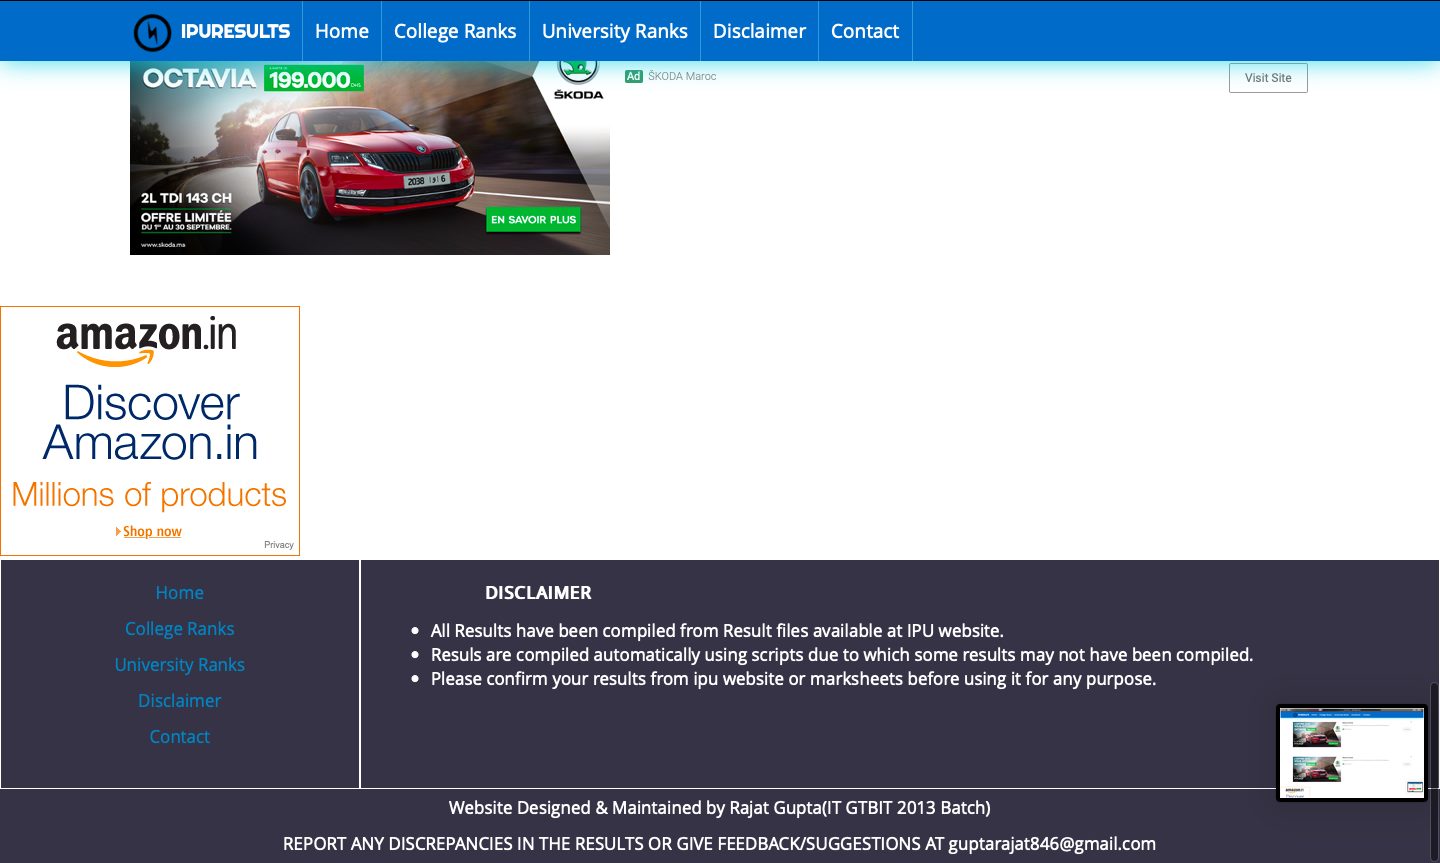 IPURESULTS
Home
College Ranks
University Ranks
Disclaimer
Contact
OCTAVIA
199.000 DHS
ŠKODA
Ad ŠKODA Maroc
Visit Site
2038 6
2L TDI 143 CH
OFFRE LIMITÉE
DU 1ER AU 30 SEPTEMBRE.
EN SAVOIR PLUS
www.skoda.ma
amazon.in
Discover
Amazon.in
Millions of products
Shop now
Privacy
Home
College Ranks
University Ranks
Disclaimer
Contact
DISCLAIMER
All Results have been compiled from Result files available at IPU website.
Resuls are compiled automatically using scripts due to which some results may not have been compiled.
Please confirm your results from ipu website or marksheets before using it for any purpose.
Website Designed & Maintained by Rajat Gupta(IT GTBIT 2013 Batch)
REPORT ANY DISCREPANCIES IN THE RESULTS OR GIVE FEEDBACK/SUGGESTIONS AT guptarajat846@gmail.com